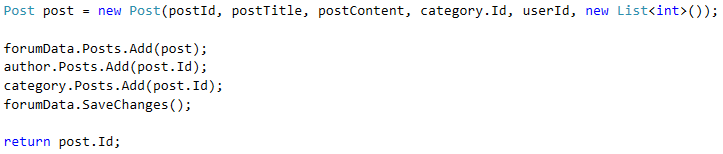 Post post = new Post(postId, postTitle, postContent, category.Id, userId, new List<int>());
forumData.Posts.Add(post);
author.Posts.Add(post.Id);
category.Posts.Add(post.Id);
forumData.SaveChanges();
return post.Id;